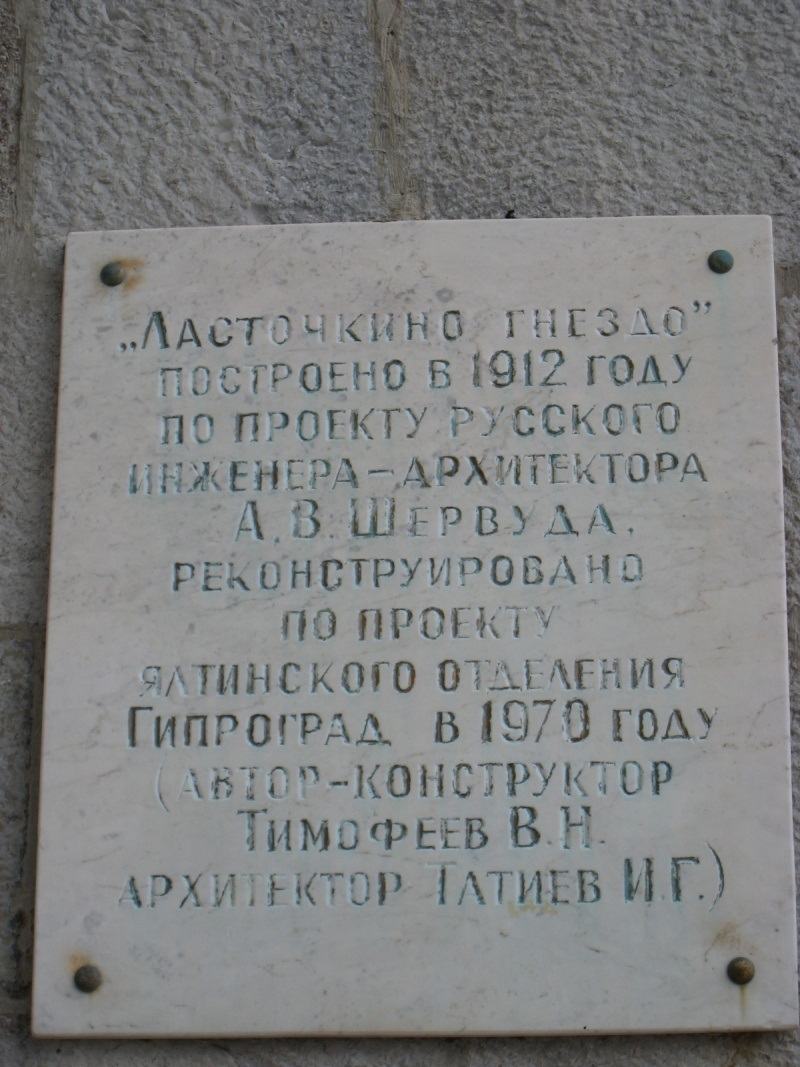 „Ласточкино гнездо”
построено в 1912 году
по проекту русского
инженера-архитектора
А.В. Шервуда.
реконструировано
по проекту
ялтинского отделения
Гипроград в 1970 году
(автор-конструктор
Тимофеев В.Н.
архитектор Татиев И.Г.)